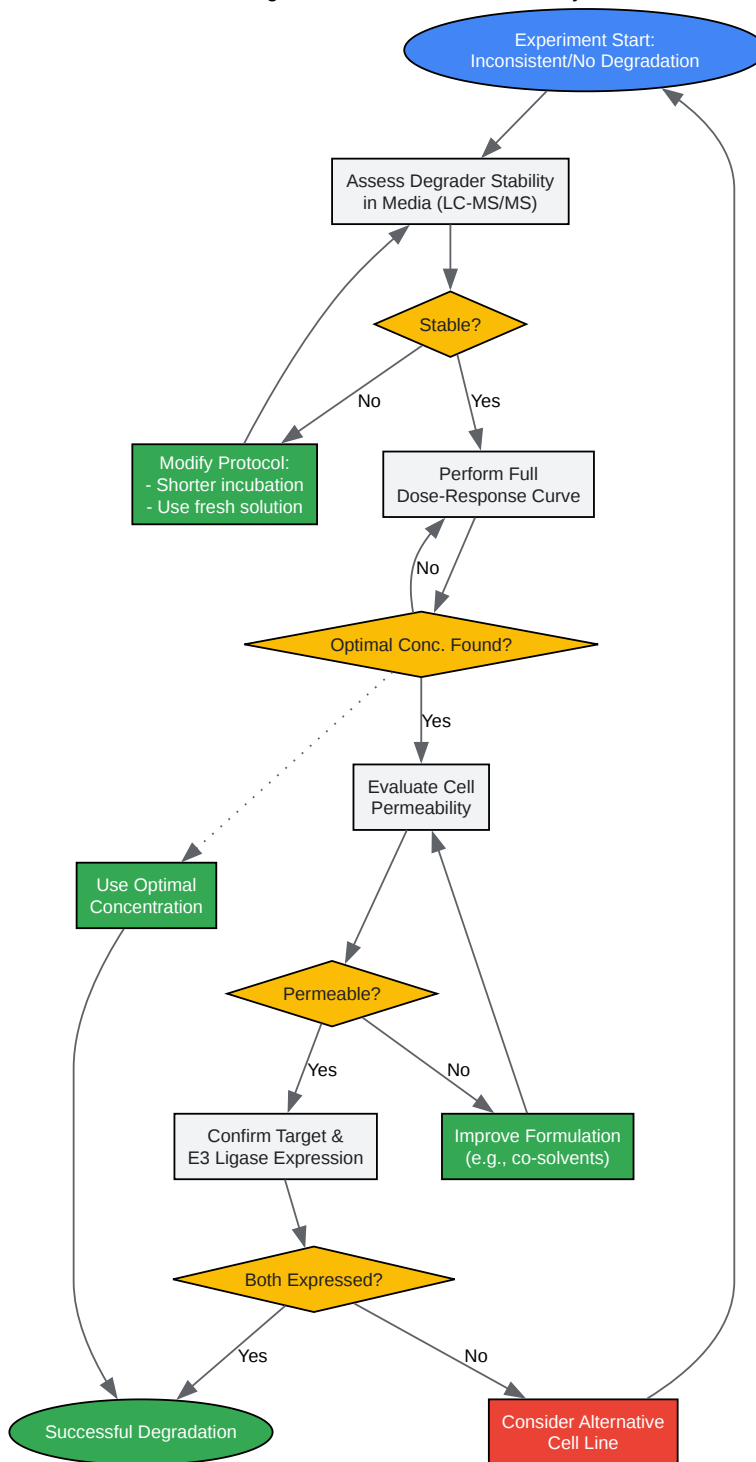 Experiment Start:
Inconsistent/No Degradation
Assess Degrader Stability
in Media (LC-MS/MS)
Stable?
No
Yes
Modify Protocol:
- Shorter incubation
- Use fresh solution
Perform Full
Dose-Response Curve
No
Optimal Conc. Found?
Yes
Evaluate Cell
Permeability
Use Optimal
Concentration
Permeable?
Yes
No
Confirm Target &
E3 Ligase Expression
Improve Formulation
(e.g., co-solvents)
Both Expressed?
Yes
No
Successful Degradation
Consider Alternative
Cell Line